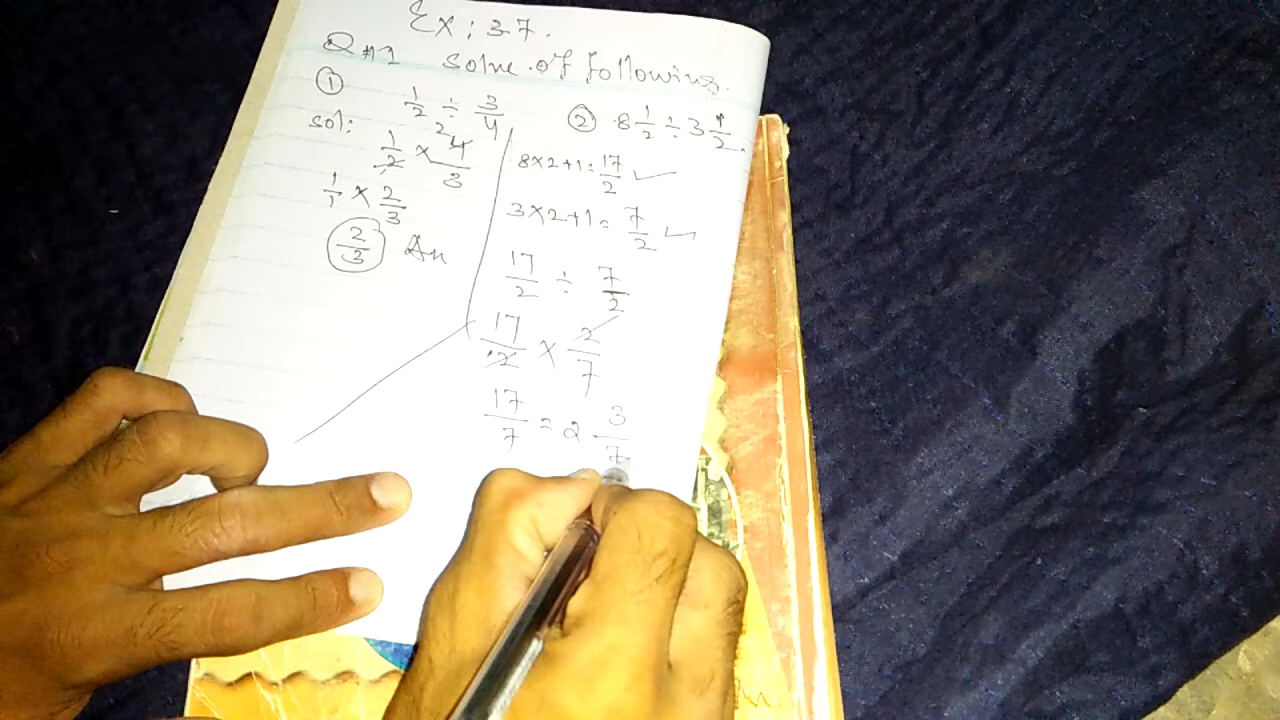 Ex: 37.
Q#1 Solve of following.
① 1/2 ÷ 3/4
sol: 1/2 × 4/3
2
1/1 × 2/3
2/3 An
② 8 1/2 ÷ 3 1/2.
8×2+1=17/2
3×2+1=7/2
17/2 ÷ 7/2
17/2 × 2/7
17/7 = 2 3/7